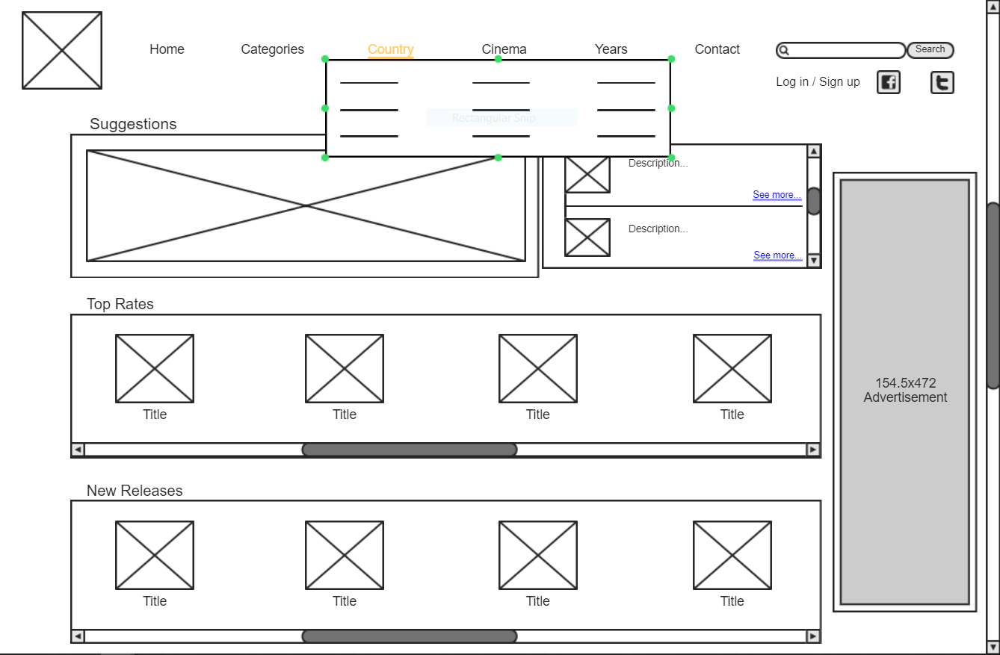 Home
Categories
Country
Cinema
Years
Contact
Search
Log in / Sign up
Rectangular Snip
Suggestions
Description...
See more...
Description...
See more...
Top Rates
Title
Title
Title
Title
154.5x472
Advertisement
New Releases
Title
Title
Title
Title